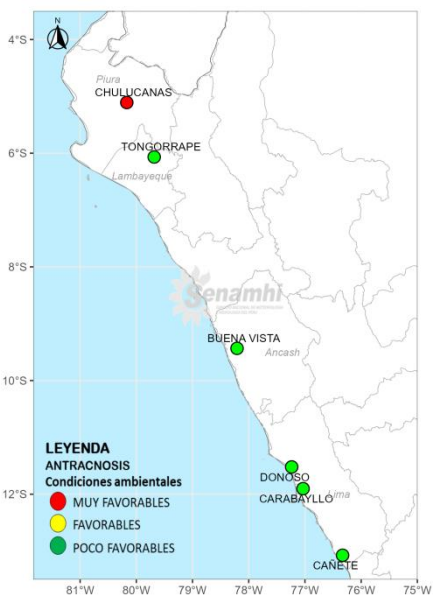 N
4°S
Piura
CHULUCANAS
TONGORRAPE
6°S
Lambayeque
8°S
Senamhi
BUENA VISTA
Ancash
10°S
LEYENDA
ANTRACNOSIS
Condiciones ambientales
MUY FAVORABLES
FAVORABLES
POCO FAVORABLES
DONOSO
CARABAYLLO
Lima
12°S
CAÑETE
81°W 80°W 79°W 78°W 77°W 76°W 75°W